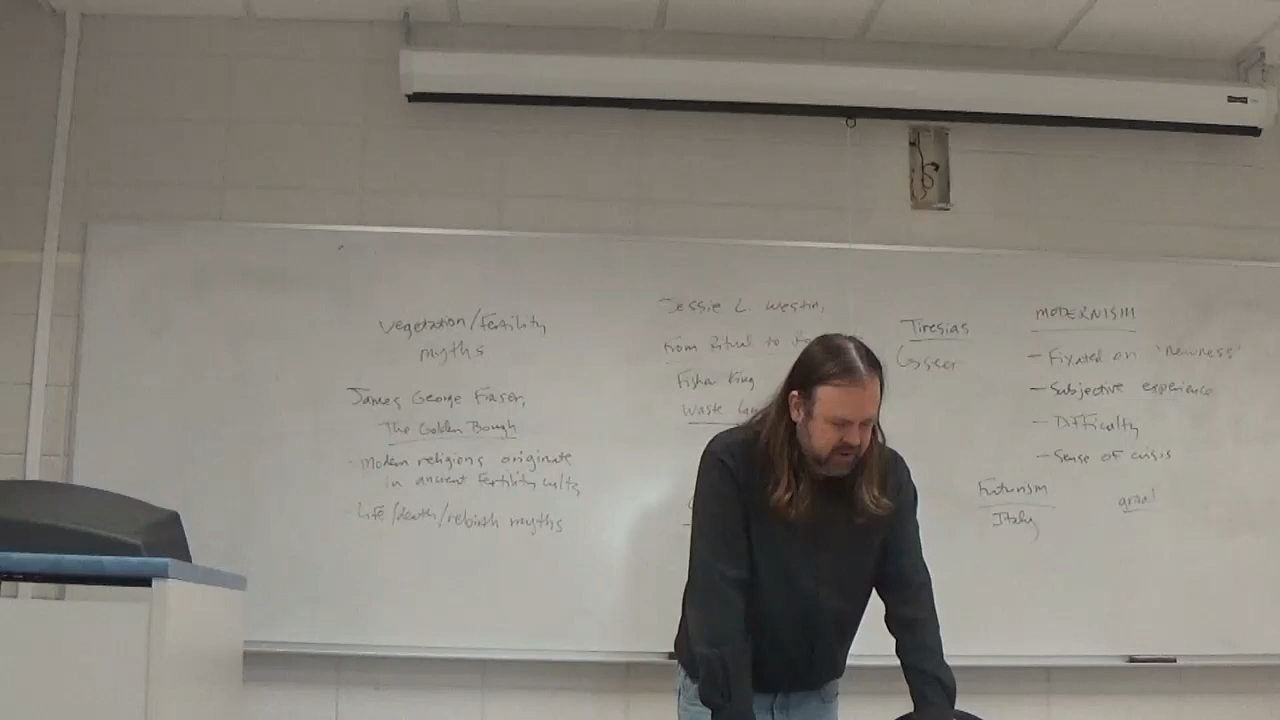 vegetation/fertility
myths
James George Frazer,
The Golden Bough
- Modern religions originate
in ancient fertility cults
- Life/death/rebirth myths
Jessie L. Weston,
From Ritual to
Fisher King
Waste
Tiresias
MODERNISM
- Fixated on 'newness'
- Subjective experience
- Difficulty
- Sense of crisis
Futurism
Italy
grail